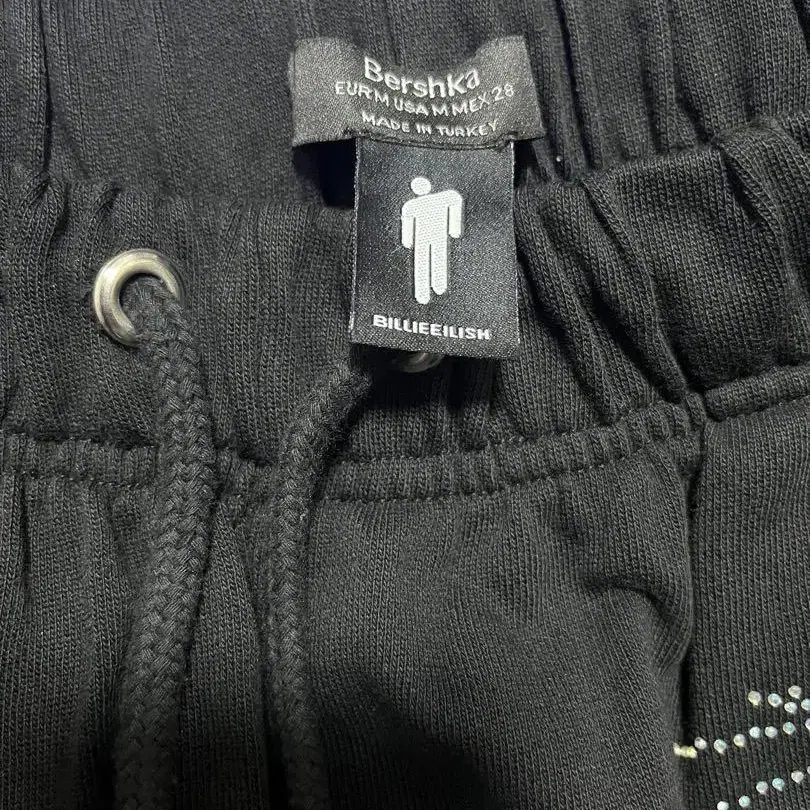 Bershka
EUR M USA M MEX 28
MADE IN TURKEY
BILLIEEILISH